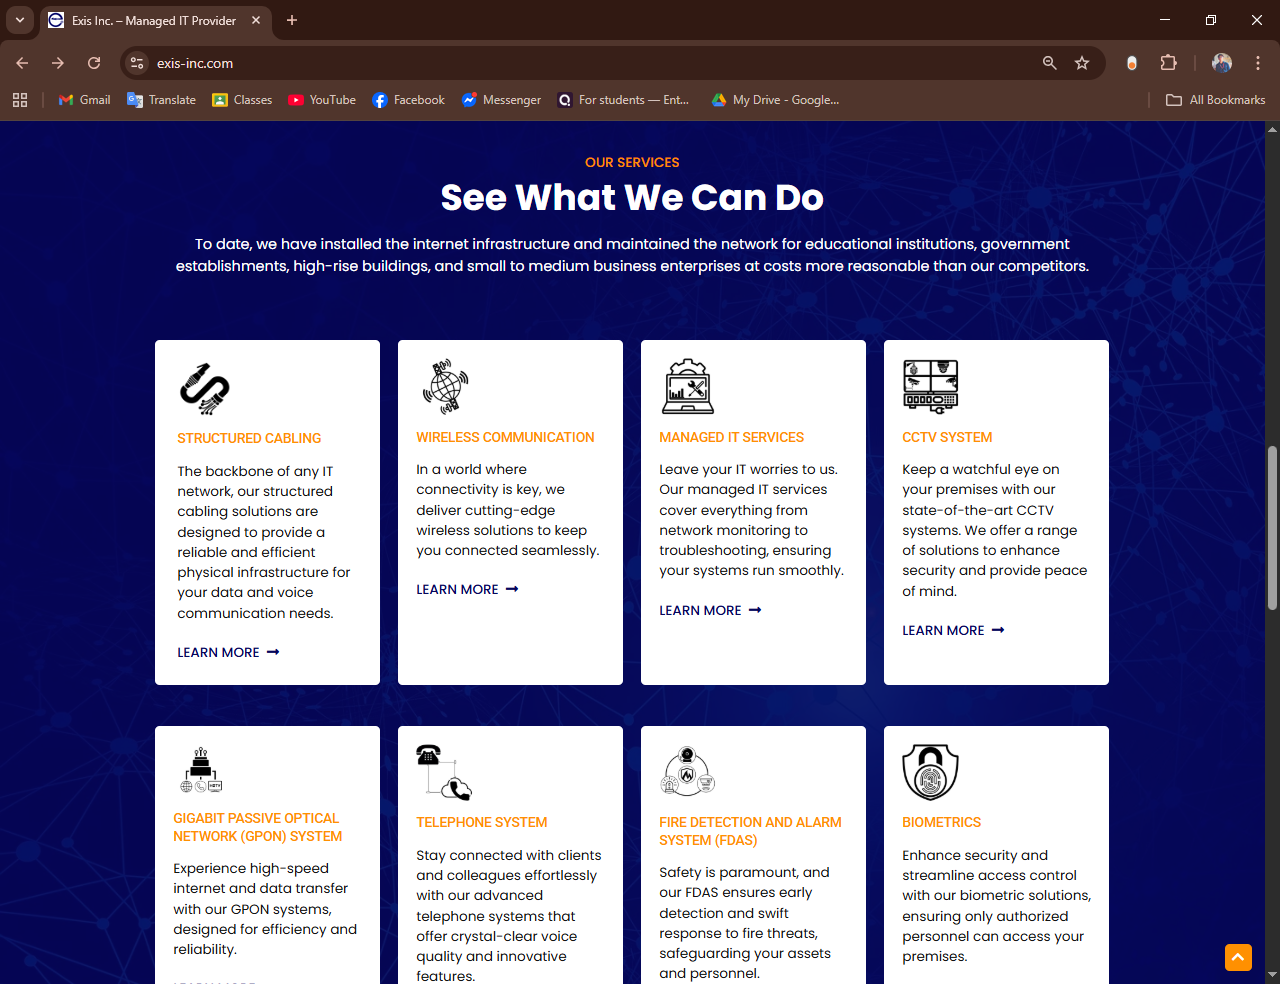 Exis Inc. – Managed IT Provider
exis-inc.com
Gmail
Translate
Classes
YouTube
Facebook
Messenger
For students — Ent...
My Drive - Google...
All Bookmarks
OUR SERVICES
See What We Can Do
To date, we have installed the internet infrastructure and maintained the network for educational institutions, government
establishments, high-rise buildings, and small to medium business enterprises at costs more reasonable than our competitors.
STRUCTURED CABLING
The backbone of any IT
network, our structured
cabling solutions are
designed to provide a
reliable and efficient
physical infrastructure for
your data and voice
communication needs.
LEARN MORE
WIRELESS COMMUNICATION
In a world where
connectivity is key, we
deliver cutting-edge
wireless solutions to keep
you connected seamlessly.
LEARN MORE
MANAGED IT SERVICES
Leave your IT worries to us.
Our managed IT services
cover everything from
network monitoring to
troubleshooting, ensuring
your systems run smoothly.
LEARN MORE
CCTV SYSTEM
Keep a watchful eye on
your premises with our
state-of-the-art CCTV
systems. We offer a range
of solutions to enhance
security and provide peace
of mind.
LEARN MORE
GIGABIT PASSIVE OPTICAL
NETWORK (GPON) SYSTEM
Experience high-speed
internet and data transfer
with our GPON systems,
designed for efficiency and
reliability.
TELEPHONE SYSTEM
Stay connected with clients
and colleagues effortlessly
with our advanced
telephone systems that
offer crystal-clear voice
quality and innovative
features.
FIRE DETECTION AND ALARM
SYSTEM (FDAS)
Safety is paramount, and
our FDAS ensures early
detection and swift
response to fire threats,
safeguarding your assets
and personnel.
BIOMETRICS
Enhance security and
streamline access control
with our biometric solutions,
ensuring only authorized
personnel can access your
premises.